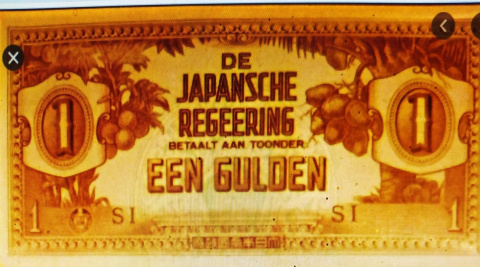 DE
JAPANSCHE
REGEERING
BETAALT AAN TOONDER
1 EEN GULDEN 1
1 SI SI 1